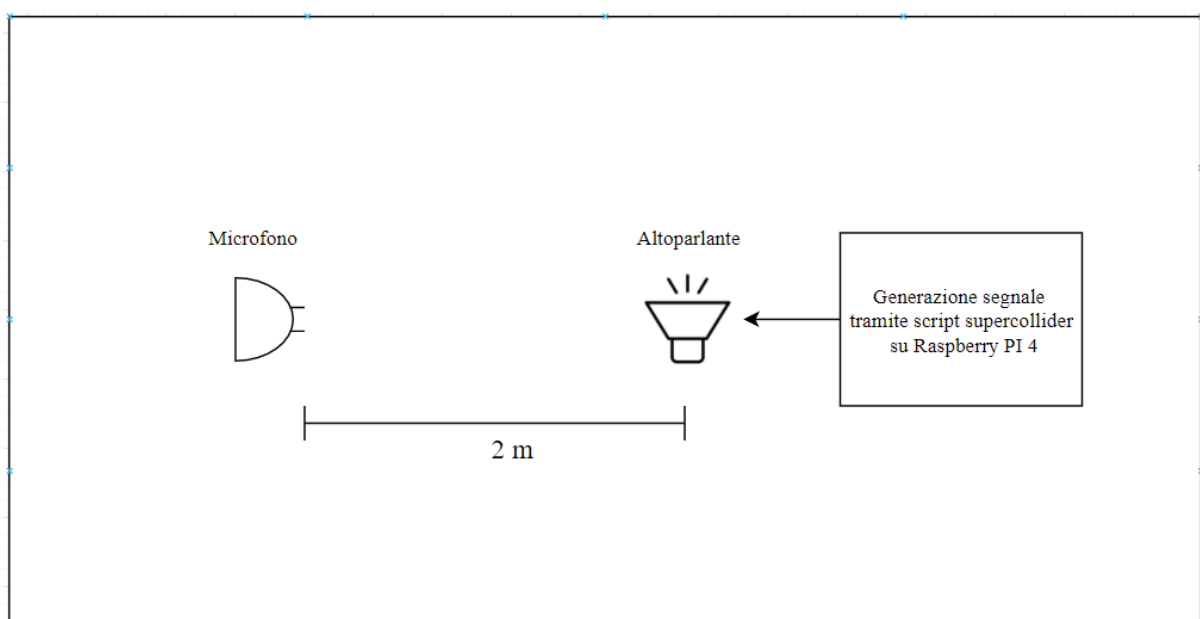 Microfono
Altoparlante
Generazione segnale
tramite script supercollider
su Raspberry PI 4
2 m